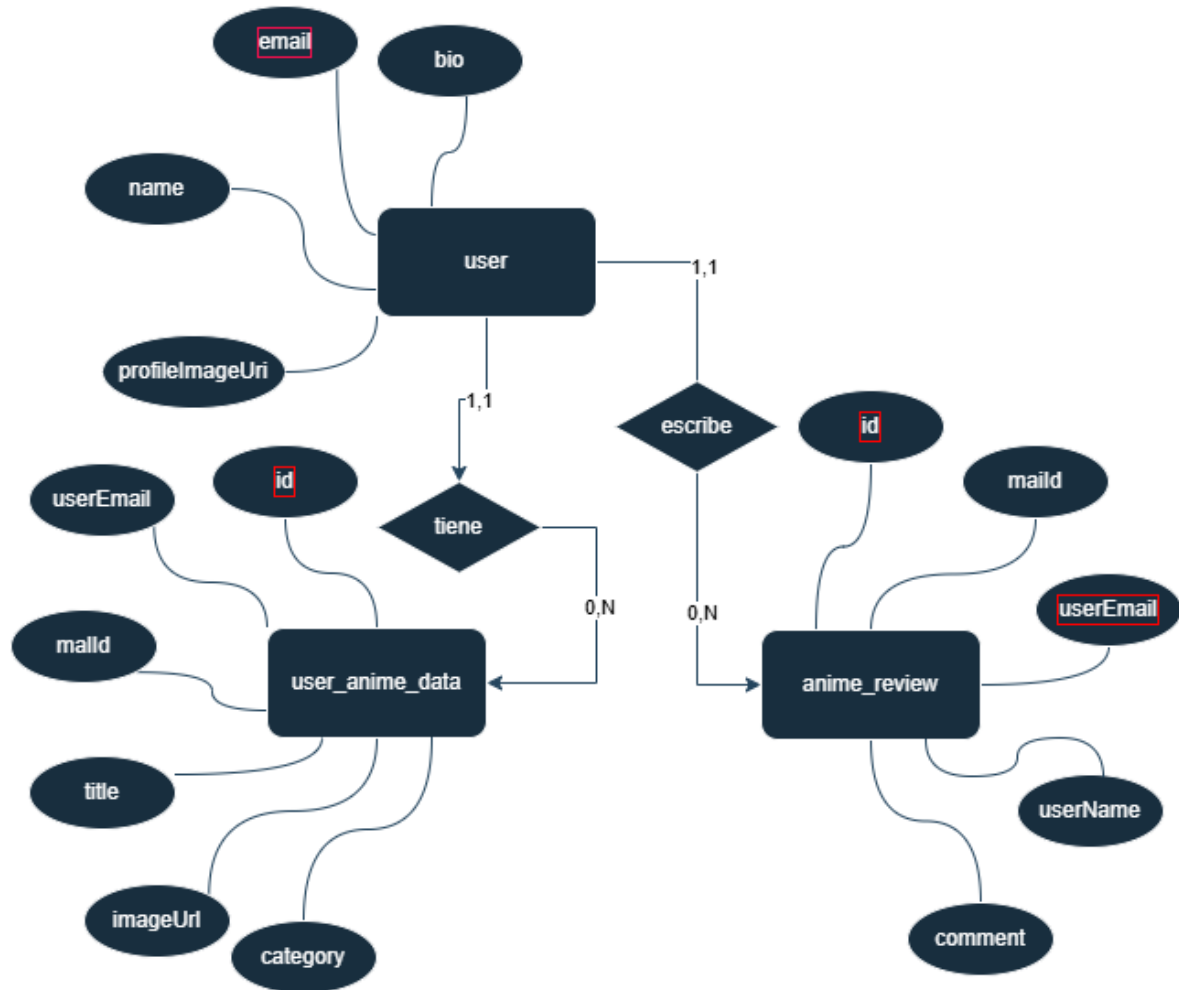 email
bio
name
user
1,1
profileImageUri
1,1
escribe
id
id
maiId
userEmail
tiene
userEmail
0,N
0,N
malId
user_anime_data
anime_review
title
userName
imageUrl
category
comment